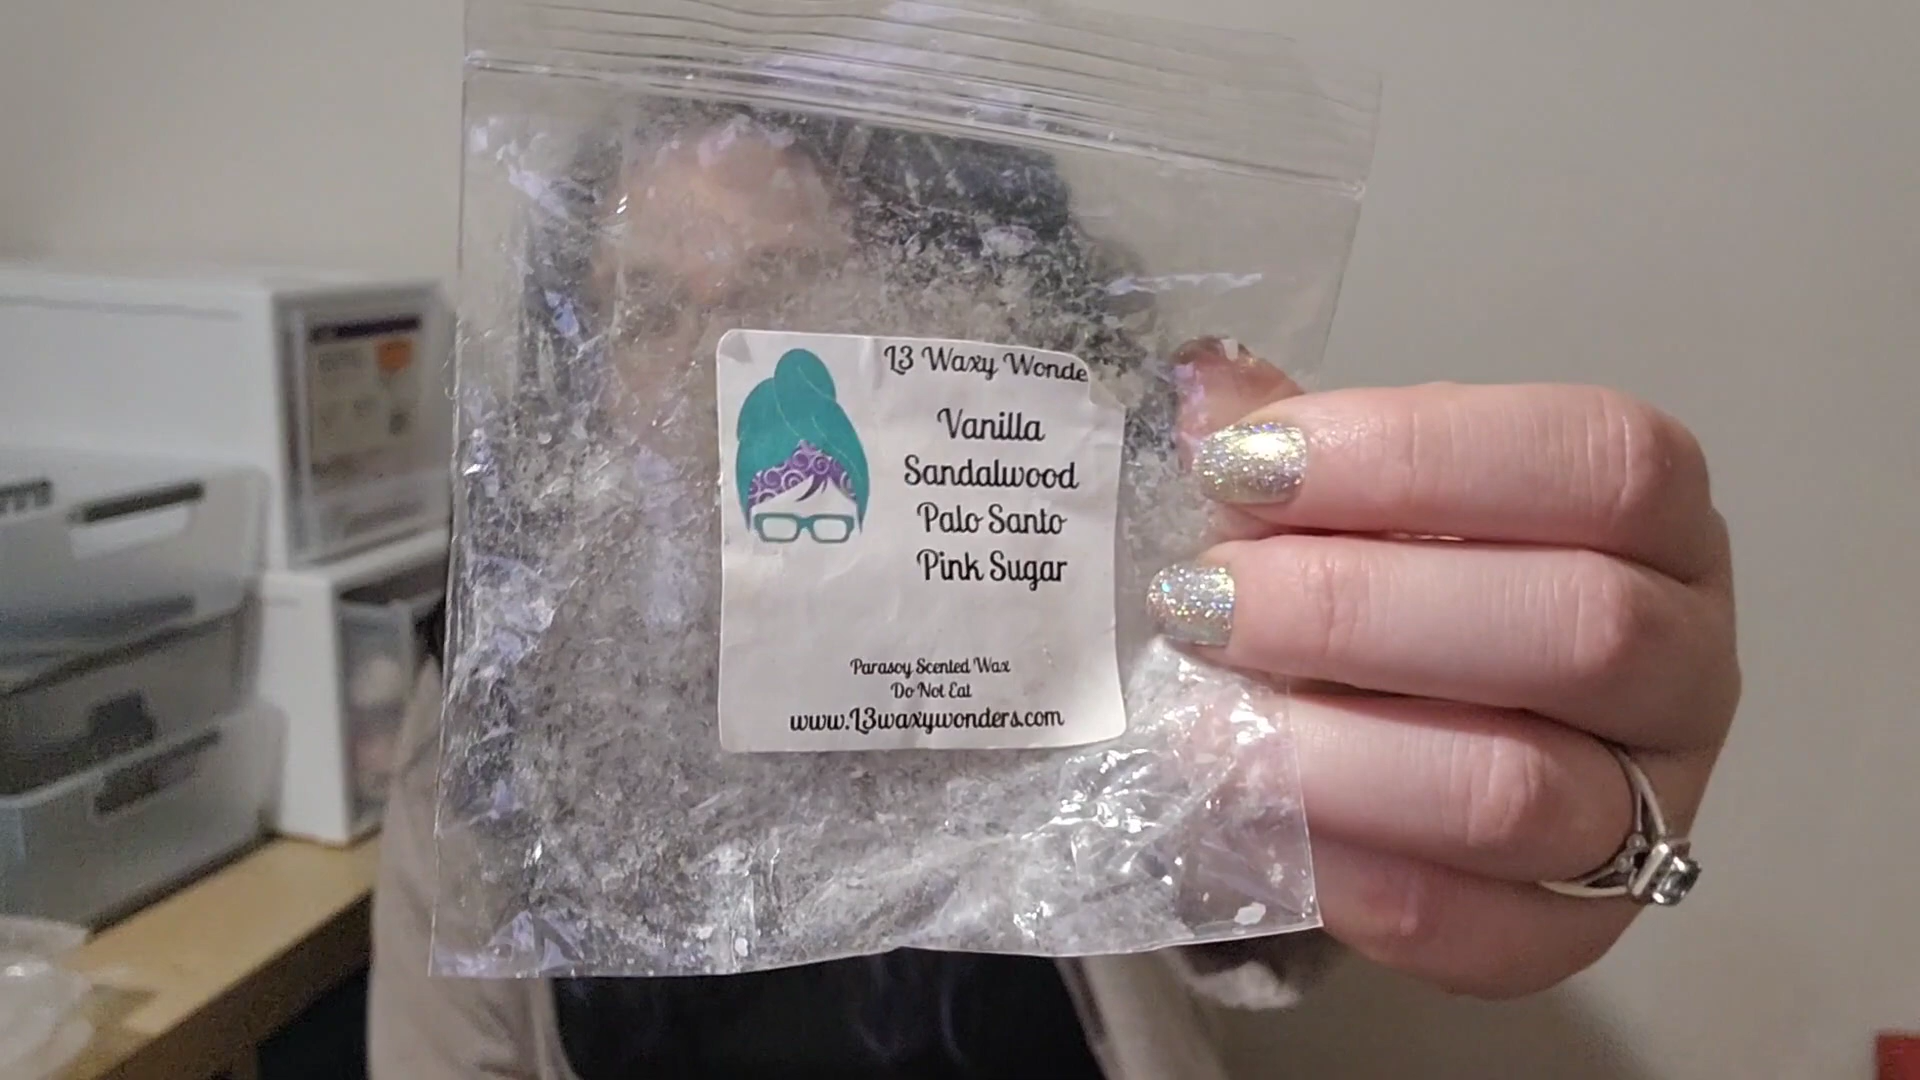 L3 Waxy Wonde
Vanilla
Sandalwood
Palo Santo
Pink Sugar
Parasoy Scented Wax
Do Not Eat
www.L3waxywonders.com